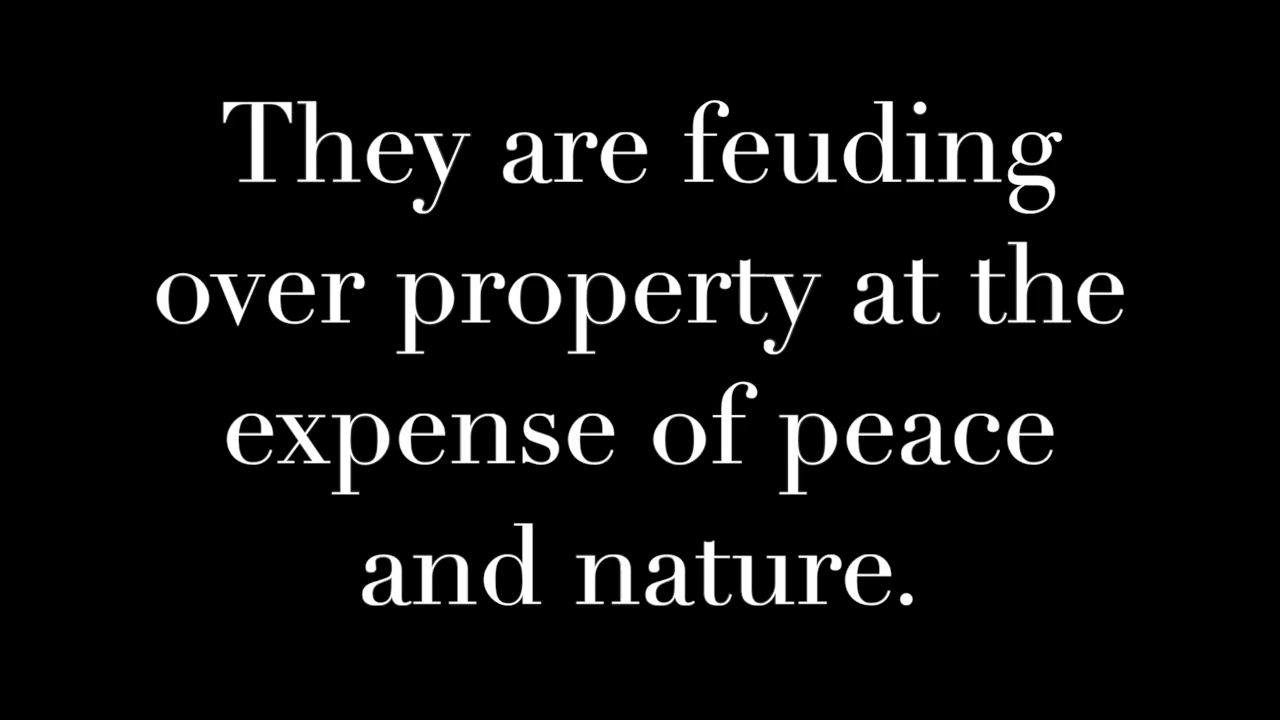 They are feuding
over property at the
expense of peace
and nature.